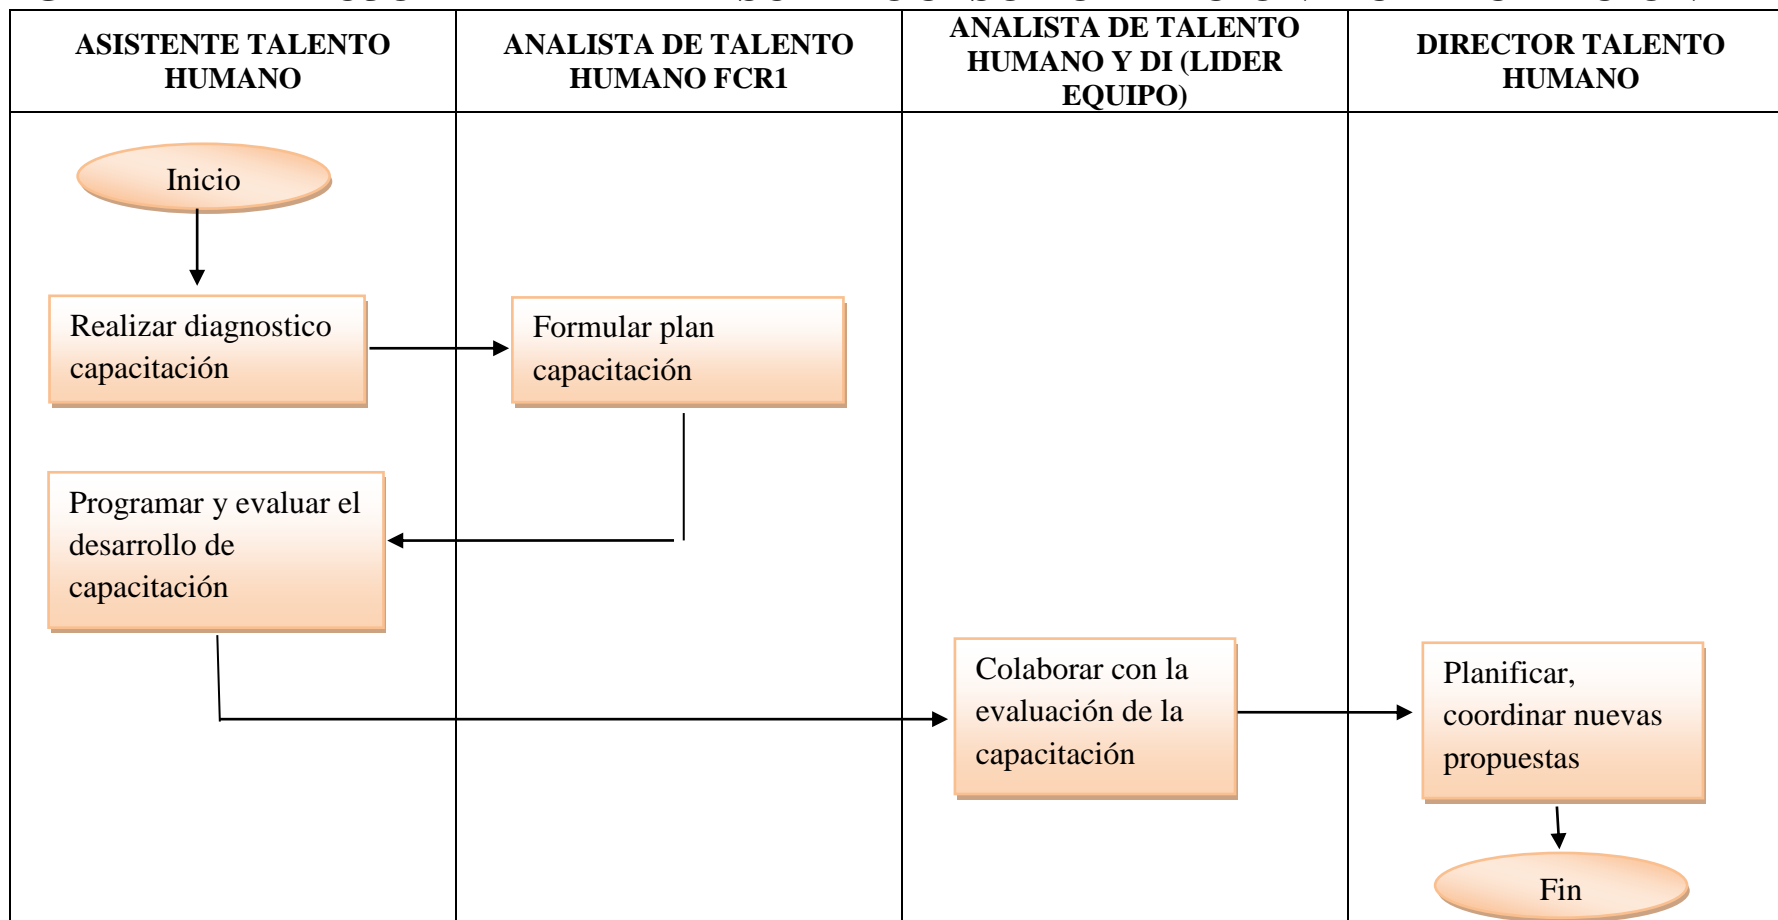 ASISTENTE TALENTO
HUMANO
ANALISTA DE TALENTO
HUMANO FCR1
ANALISTA DE TALENTO
HUMANO Y DI (LIDER
EQUIPO)
DIRECTOR TALENTO
HUMANO
Inicio
Realizar diagnostico
capacitación
Formular plan
capacitación
Programar y evaluar el
desarrollo de
capacitación
Colaborar con la
evaluación de la
capacitación
Planificar,
coordinar nuevas
propuestas
Fin